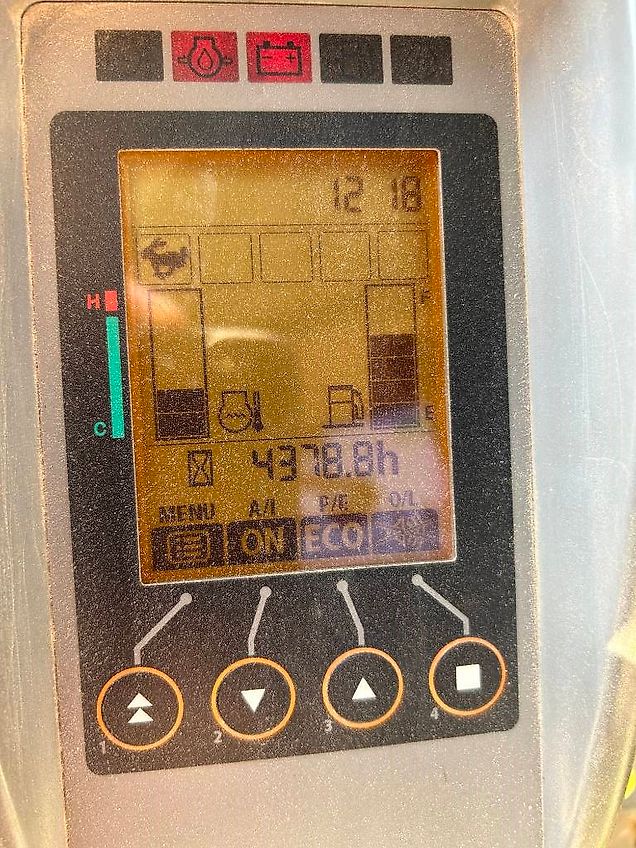 12 18
H
F
C
E
4378.8h
MENU A/I P/E O/L
ON ECO
1 2 3 4